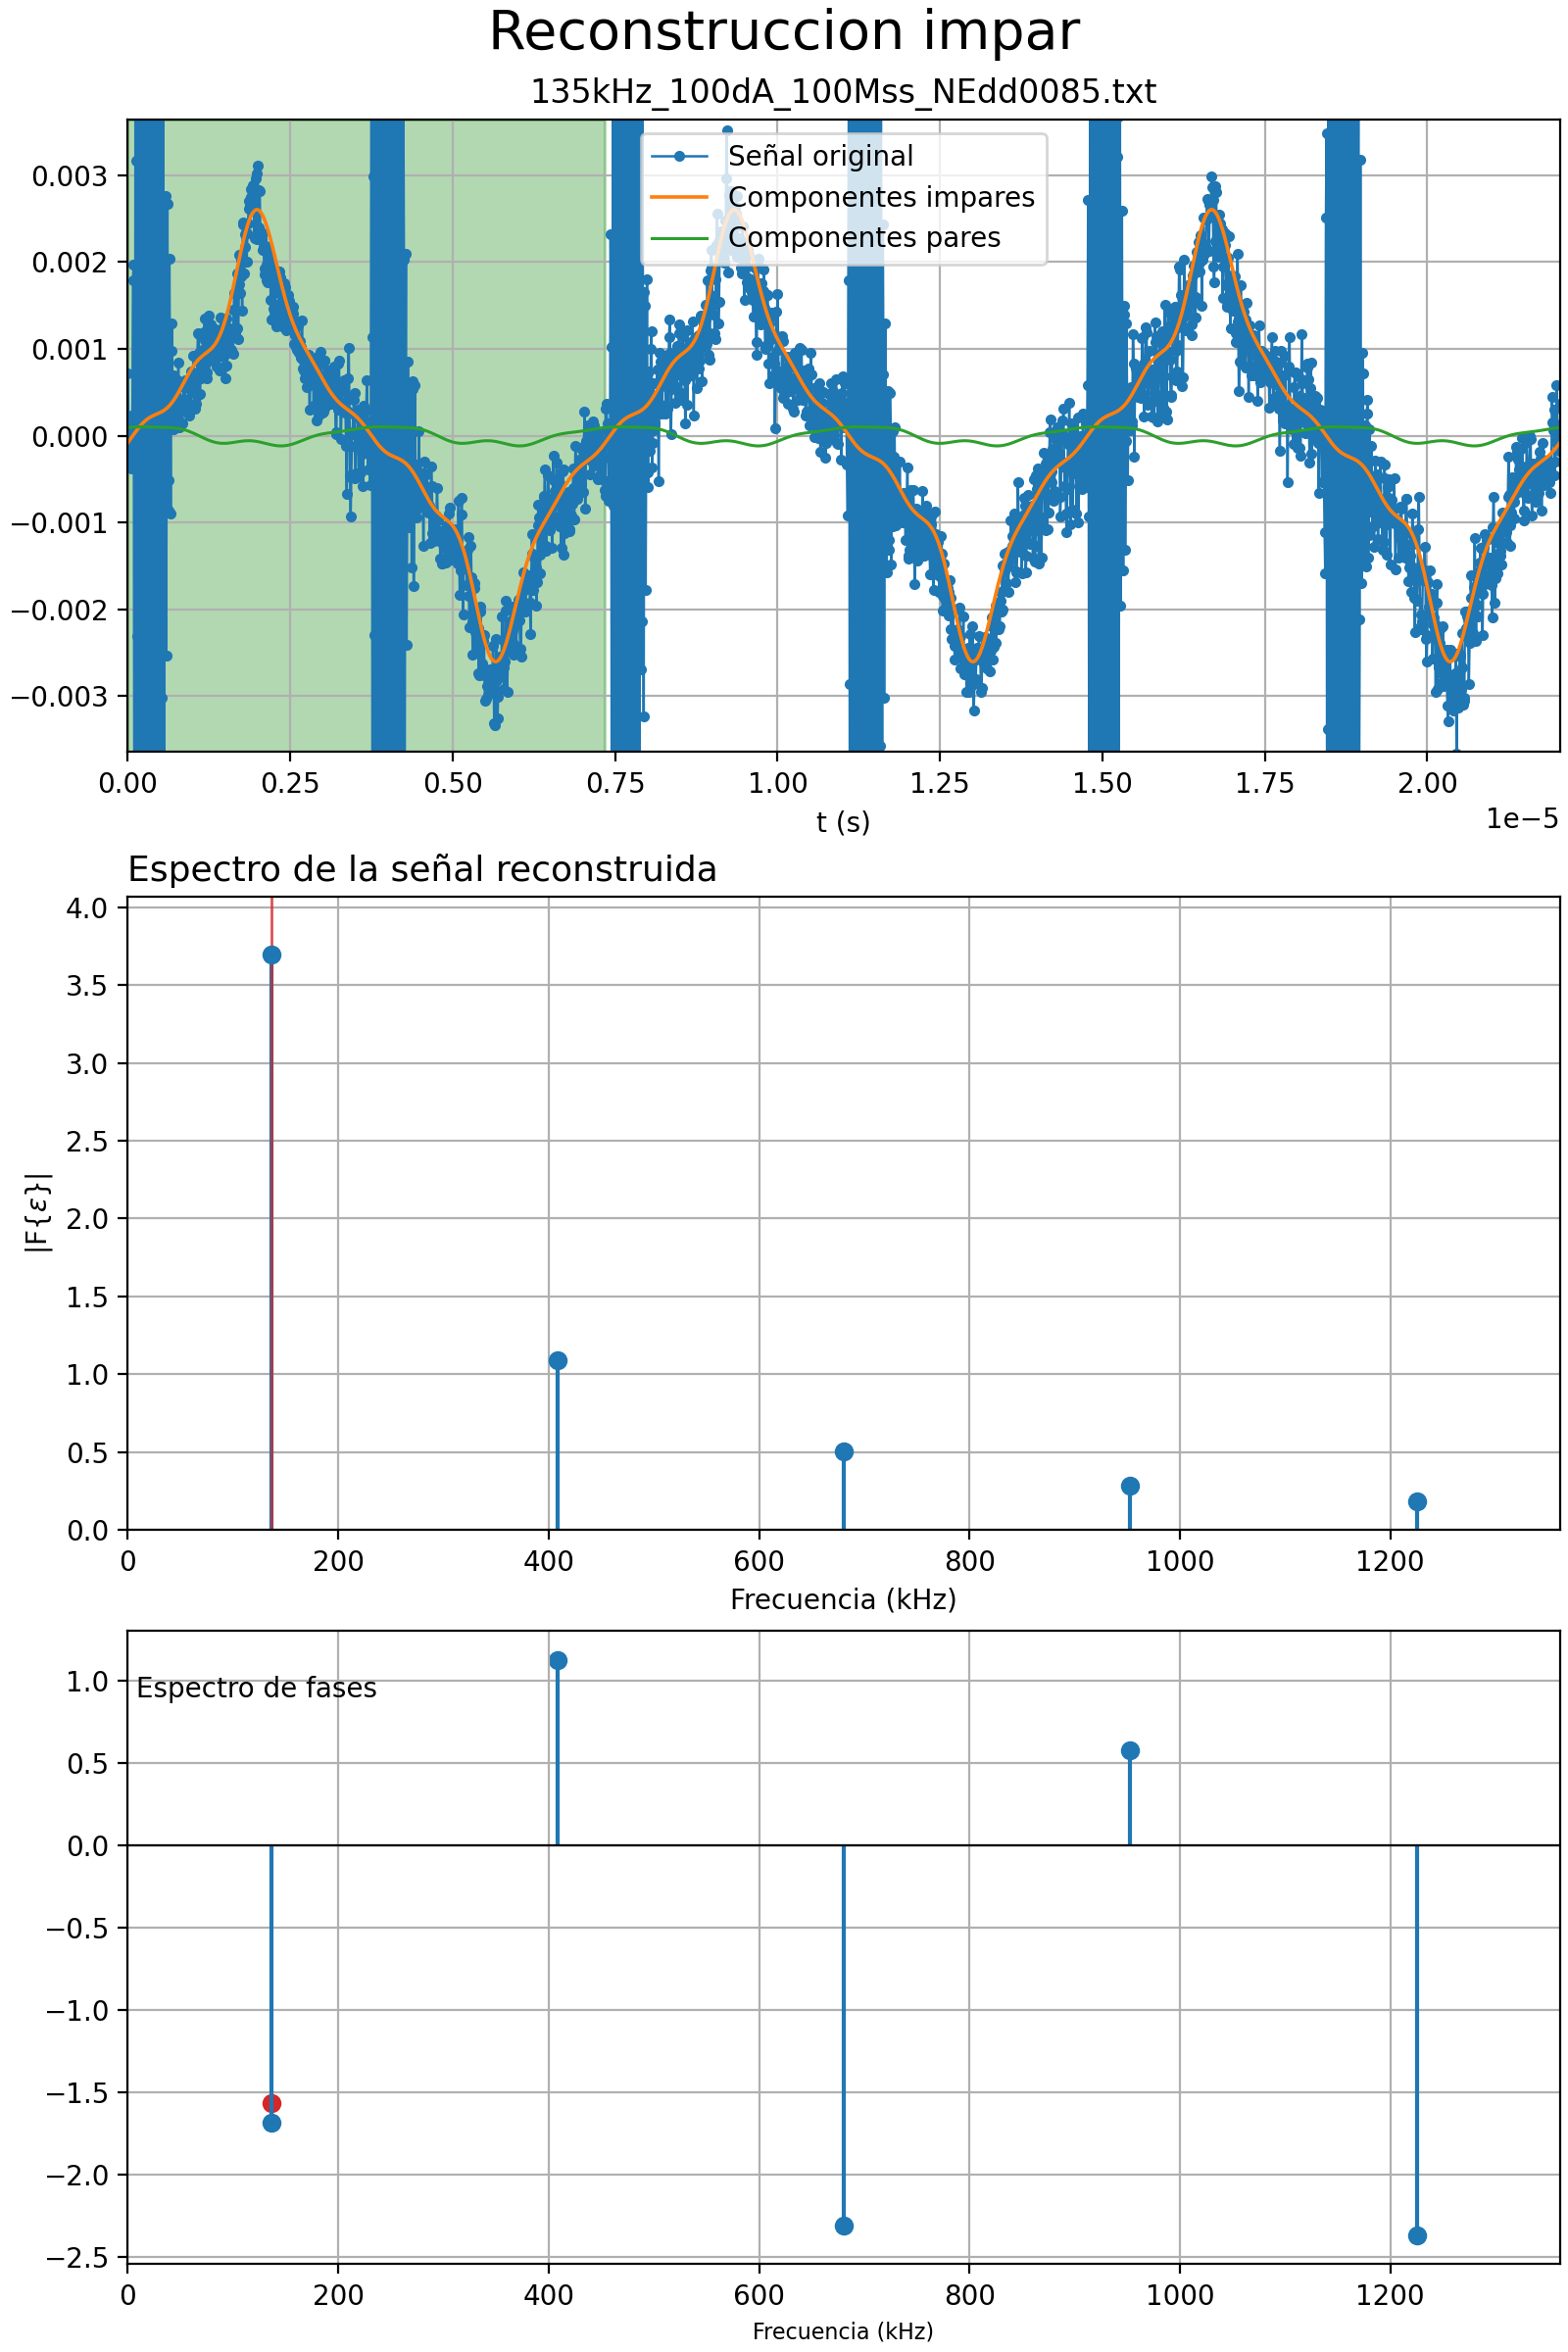 Reconstruccion impar
135kHz_100dA_100Mss_NEdd0085.txt
Señal original
Componentes impares
Componentes pares
0.003
0.002
0.001
0.000
−0.001
−0.002
−0.003
0.00 0.25 0.50 0.75 1.00 1.25 1.50 1.75 2.00
1e−5
t (s)
Espectro de la señal reconstruida
4.0
3.5
3.0
2.5
2.0
1.5
1.0
0.5
0.0
|F{ε}|
0 200 400 600 800 1000 1200
Frecuencia (kHz)
Espectro de fases
1.0
0.5
0.0
−0.5
−1.0
−1.5
−2.0
−2.5
0 200 400 600 800 1000 1200
Frecuencia (kHz)